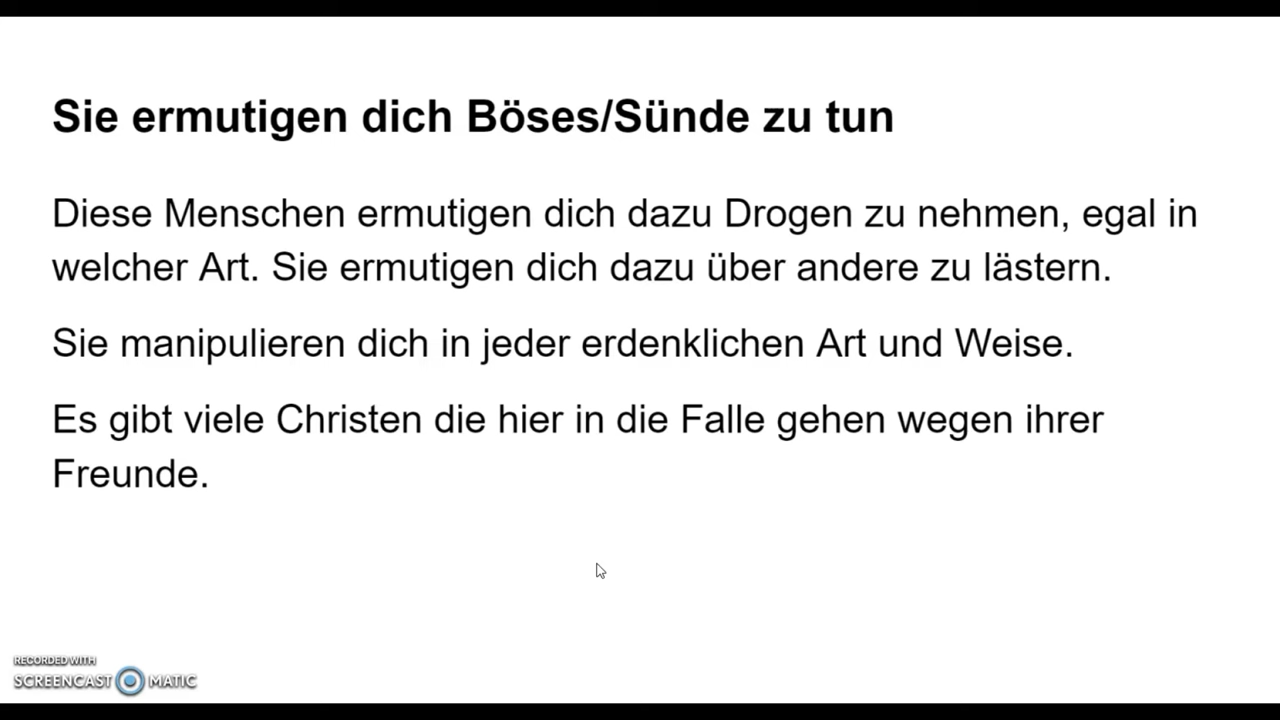 Sie ermutigen dich Böses/Sünde zu tun
Diese Menschen ermutigen dich dazu Drogen zu nehmen, egal in
welcher Art. Sie ermutigen dich dazu über andere zu lästern.
Sie manipulieren dich in jeder erdenklichen Art und Weise.
Es gibt viele Christen die hier in die Falle gehen wegen ihrer
Freunde.
RECORDED WITH
SCREENCAST MATIC